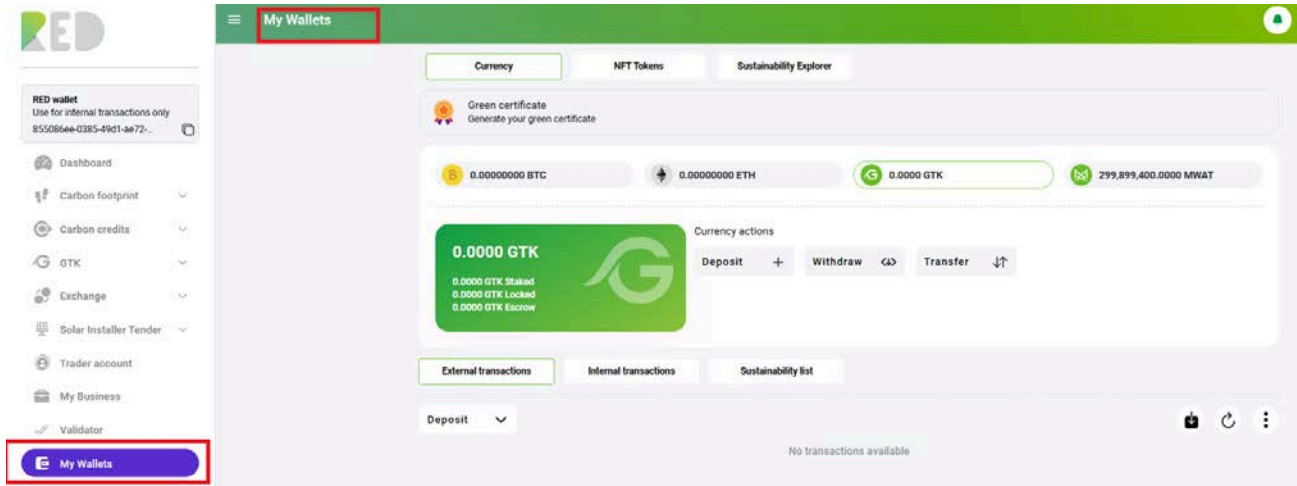 RED
My Wallets
RED wallet
Use for internal transactions only
855086ee-0385-49d1-ae72-...
Dashboard
Carbon footprint
Carbon credits
GTK
Exchange
Solar Installer Tender
Trader account
My Business
Validator
My Wallets
Currency
NFT Tokens
Sustainability Explorer
Green certificate
Generate your green certificate
0.00000000 BTC
0.00000000 ETH
0.0000 GTK
299,899,400.0000 MWAT
0.0000 GTK
0.0000 GTK Staked
0.0000 GTK Locked
0.0000 GTK Escrow
Currency actions
Deposit
Withdraw
Transfer
External transactions
Internal transactions
Sustainability list
Deposit
No transactions available